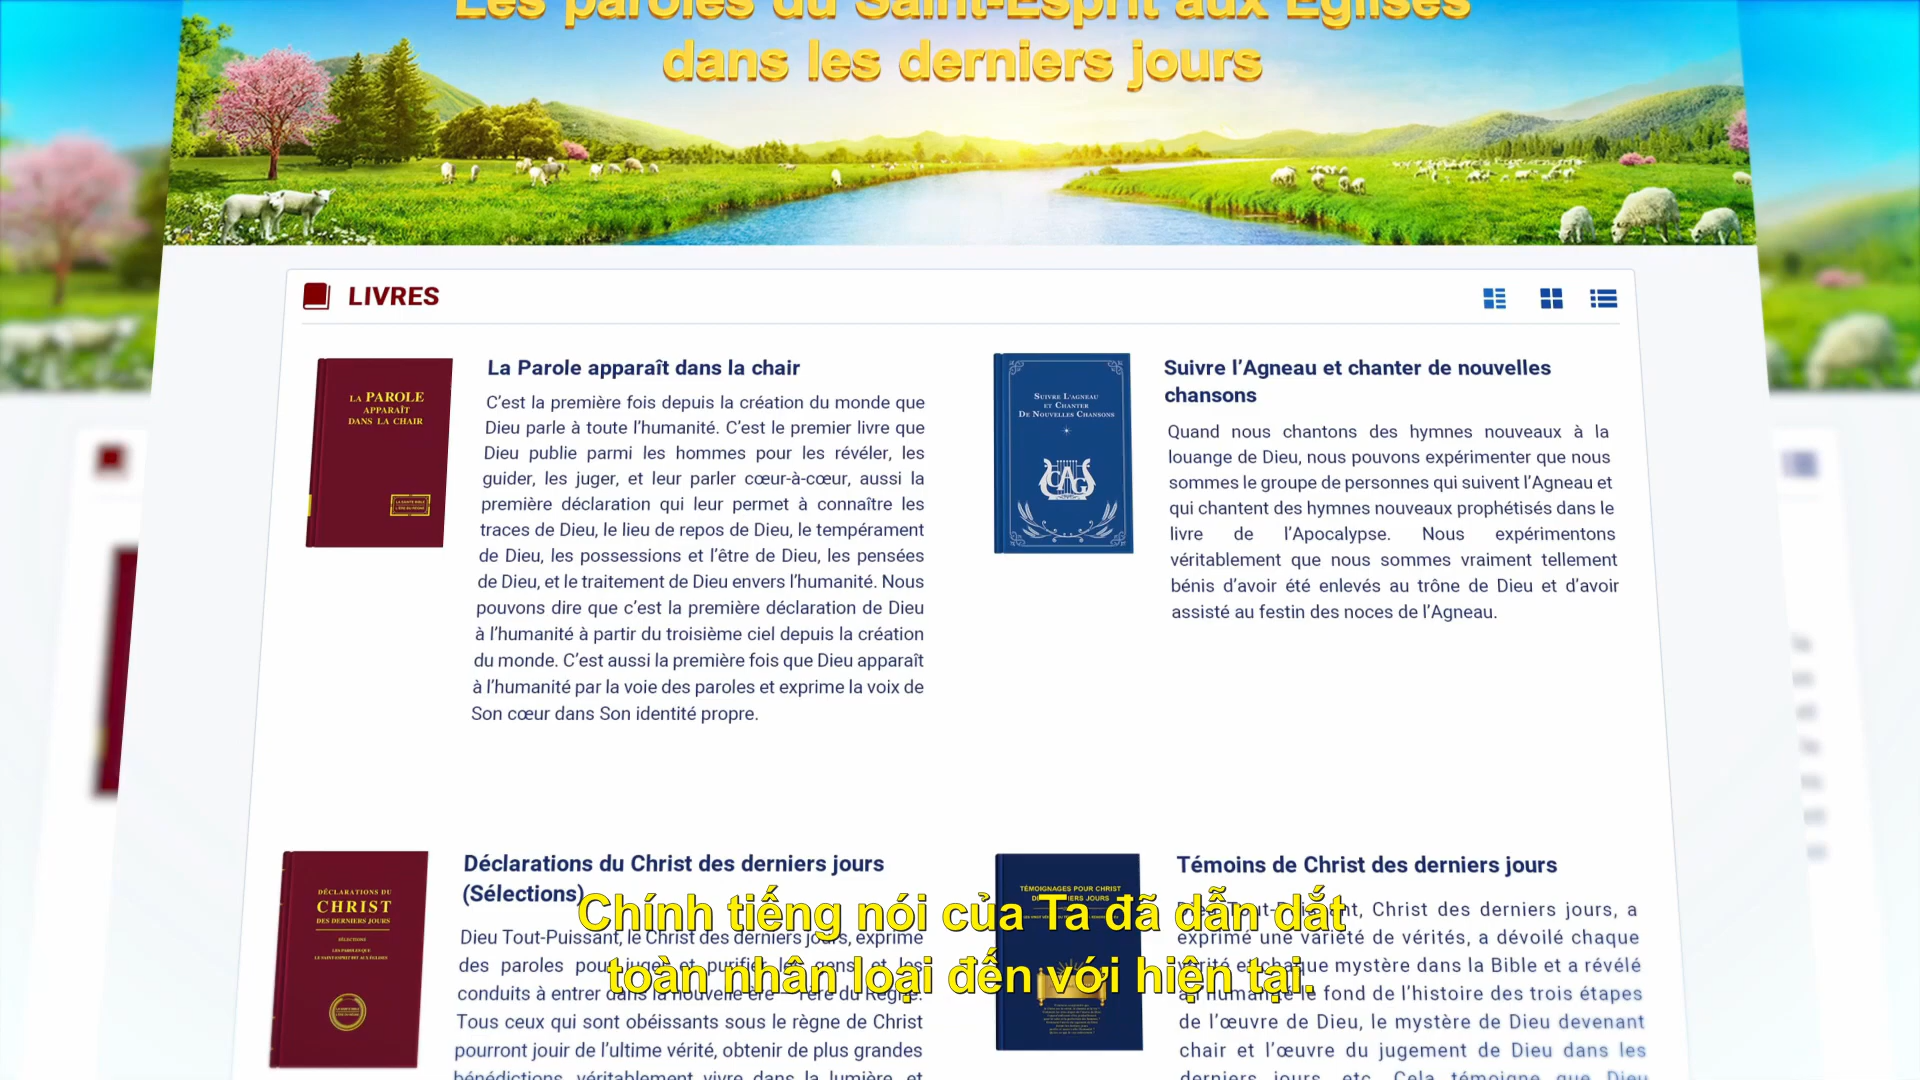 Les paroles du Saint-Esprit aux Églises
dans les derniers jours
LIVRES
LA PAROLE
APPARAÎT
DANS LA CHAIR
La Parole apparaît dans la chair
C’est la première fois depuis la création du monde que
Dieu parle à toute l’humanité. C’est le premier livre que
Dieu publie parmi les hommes pour les révéler, les
guider, les juger, et leur parler cœur-à-cœur, aussi la
première déclaration qui leur permet à connaître les
traces de Dieu, le lieu de repos de Dieu, le tempérament
de Dieu, les possessions et l’être de Dieu, les pensées
de Dieu, et le traitement de Dieu envers l’humanité. Nous
pouvons dire que c’est la première déclaration de Dieu
à l’humanité à partir du troisième ciel depuis la création
du monde. C’est aussi la première fois que Dieu apparaît
à l’humanité par la voie des paroles et exprime la voix de
Son cœur dans Son identité propre.
SUIVRE L'AGNEAU
ET CHANTER
DE NOUVELLES CHANSONS
CAG
Suivre l’Agneau et chanter de nouvelles
chansons
Quand nous chantons des hymnes nouveaux à la
louange de Dieu, nous pouvons expérimenter que nous
sommes le groupe de personnes qui suivent l’Agneau et
qui chantent des hymnes nouveaux prophétisés dans le
livre de l’Apocalypse. Nous expérimentons
véritablement que nous sommes vraiment tellement
bénis d’avoir été enlevés au trône de Dieu et d’avoir
assisté au festin des noces de l’Agneau.
DÉCLARATIONS DU
CHRIST
DES DERNIERS JOURS
SÉLECTIONS
LES PAROLES QUE
LE SAINT-ESPRIT DIT AUX ÉGLISES
Déclarations du Christ des derniers jours
(Sélections)
Dieu Tout-Puissant, le Christ des derniers jours, exprime
des paroles pour juger et purifier les gens et les
conduits à entrer dans la nouvelle ère – l’ère du Règne.
Tous ceux qui sont obéissants sous le règne de Christ
pourront jouir de l’ultime vérité, obtenir de plus grandes
bénédictions, véritablement vivre dans la lumière, et
TÉMOIGNAGES POUR CHRIST
DERNIERS JOURS
Témoins de Christ des derniers jours
Dieu Tout-Puissant, Christ des derniers jours, a
exprimé une variété de vérités, a dévoilé chaque
vérité et chaque mystère dans la Bible et a révélé
à l’humanité le fond de l’histoire des trois étapes
de l’œuvre de Dieu, le mystère de Dieu devenant
chair et l’œuvre du jugement de Dieu dans les
derniers jours, etc. Cela témoigne que Dieu
Chính tiếng nói của Ta đã dẫn dắt
toàn nhân loại đến với hiện tại.